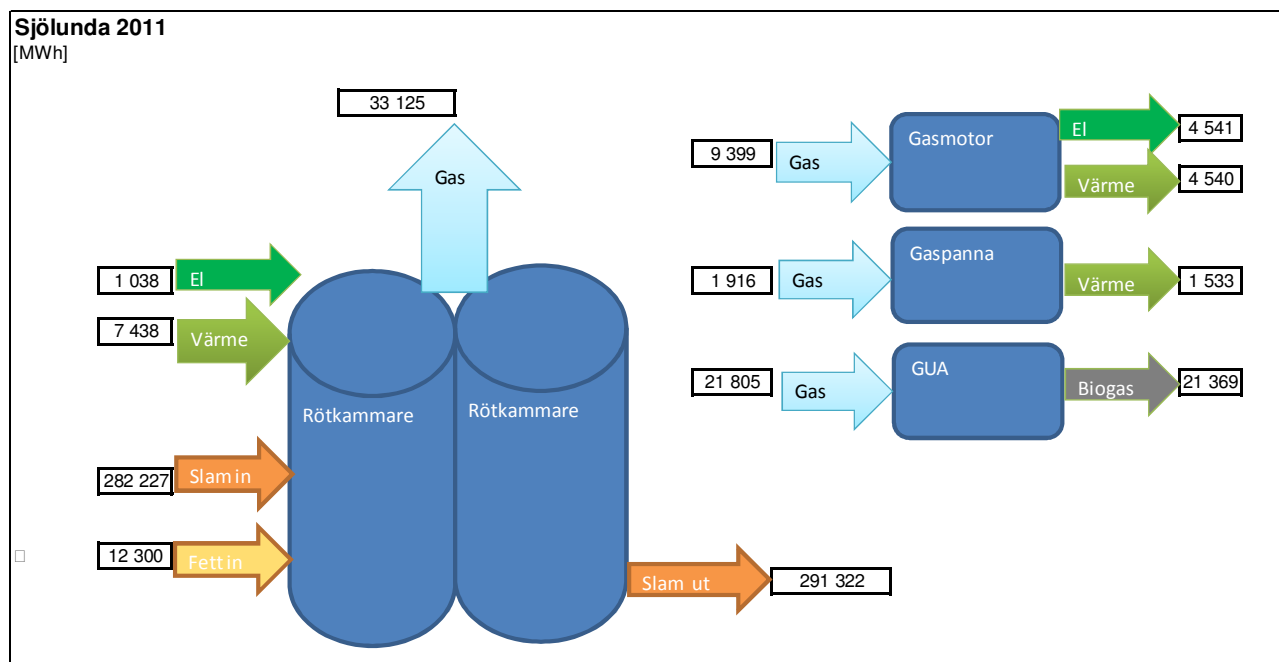 Sjölunda 2011
[MWh]
33 125
Gas
1 038
El
7 438
Värme
Rötkammare
Rötkammare
282 227
Slam in
12 300
Fett in
Slam ut
291 322
9 399
Gas
Gasmotor
El
4 541
Värme
4 540
1 916
Gas
Gaspanna
Värme
1 533
21 805
Gas
GUA
Biogas
21 369